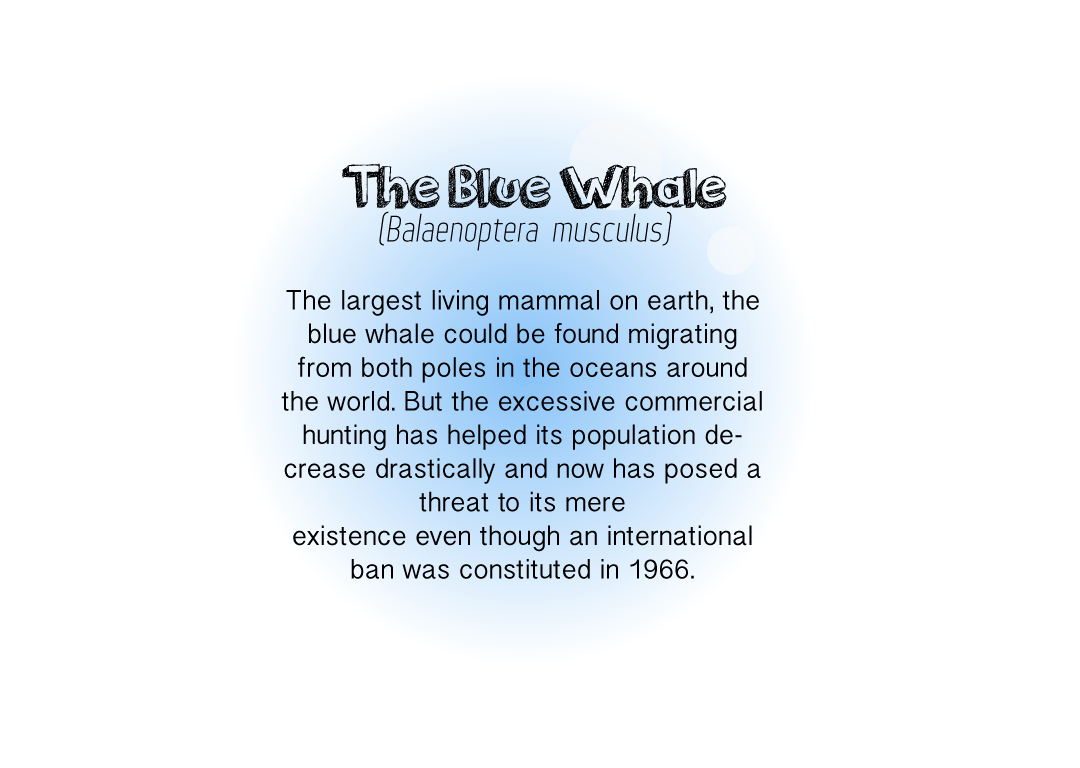 The Blue Whale
(Balaenoptera musculus)
The largest living mammal on earth, the
blue whale could be found migrating
from both poles in the oceans around
the world. But the excessive commercial
hunting has helped its population de-
crease drastically and now has posed a
threat to its mere
existence even though an international
ban was constituted in 1966.